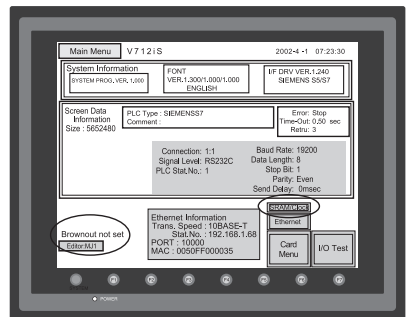 Main Menu V712iS 2002-4-1 07:23:30
System Information
SYSTEM PROG. VER. 1,000
FONT
VER.1.300/1.000/1.000
ENGLISH
I/F DRV VER.1.240
SIEMENS S5/S7
Screen Data
Information
Size : 5652480
PLC Type : SIEMENSS7
Comment :
Error: Stop
Time-Out: 0.50 sec
Retru: 3
Connection: 1:1
Signal Level: RS232C
PLC Stat.No.: 1
Baud Rate: 19200
Data Length: 8
Stop Bit: 1
Parity: Even
Send Delay: 0msec
Brownout not set
Editor:MJ1
Ethernet Information
Trans. Speed : 10BASE-T
Stat.No. : 192.168.1.68
PORT : 10000
MAC : 0050FF000035
SRAM/Clock
Ethernet
Card
Menu
I/O Test
F1 F2 F3 F4 F5 F6 F7
POWER